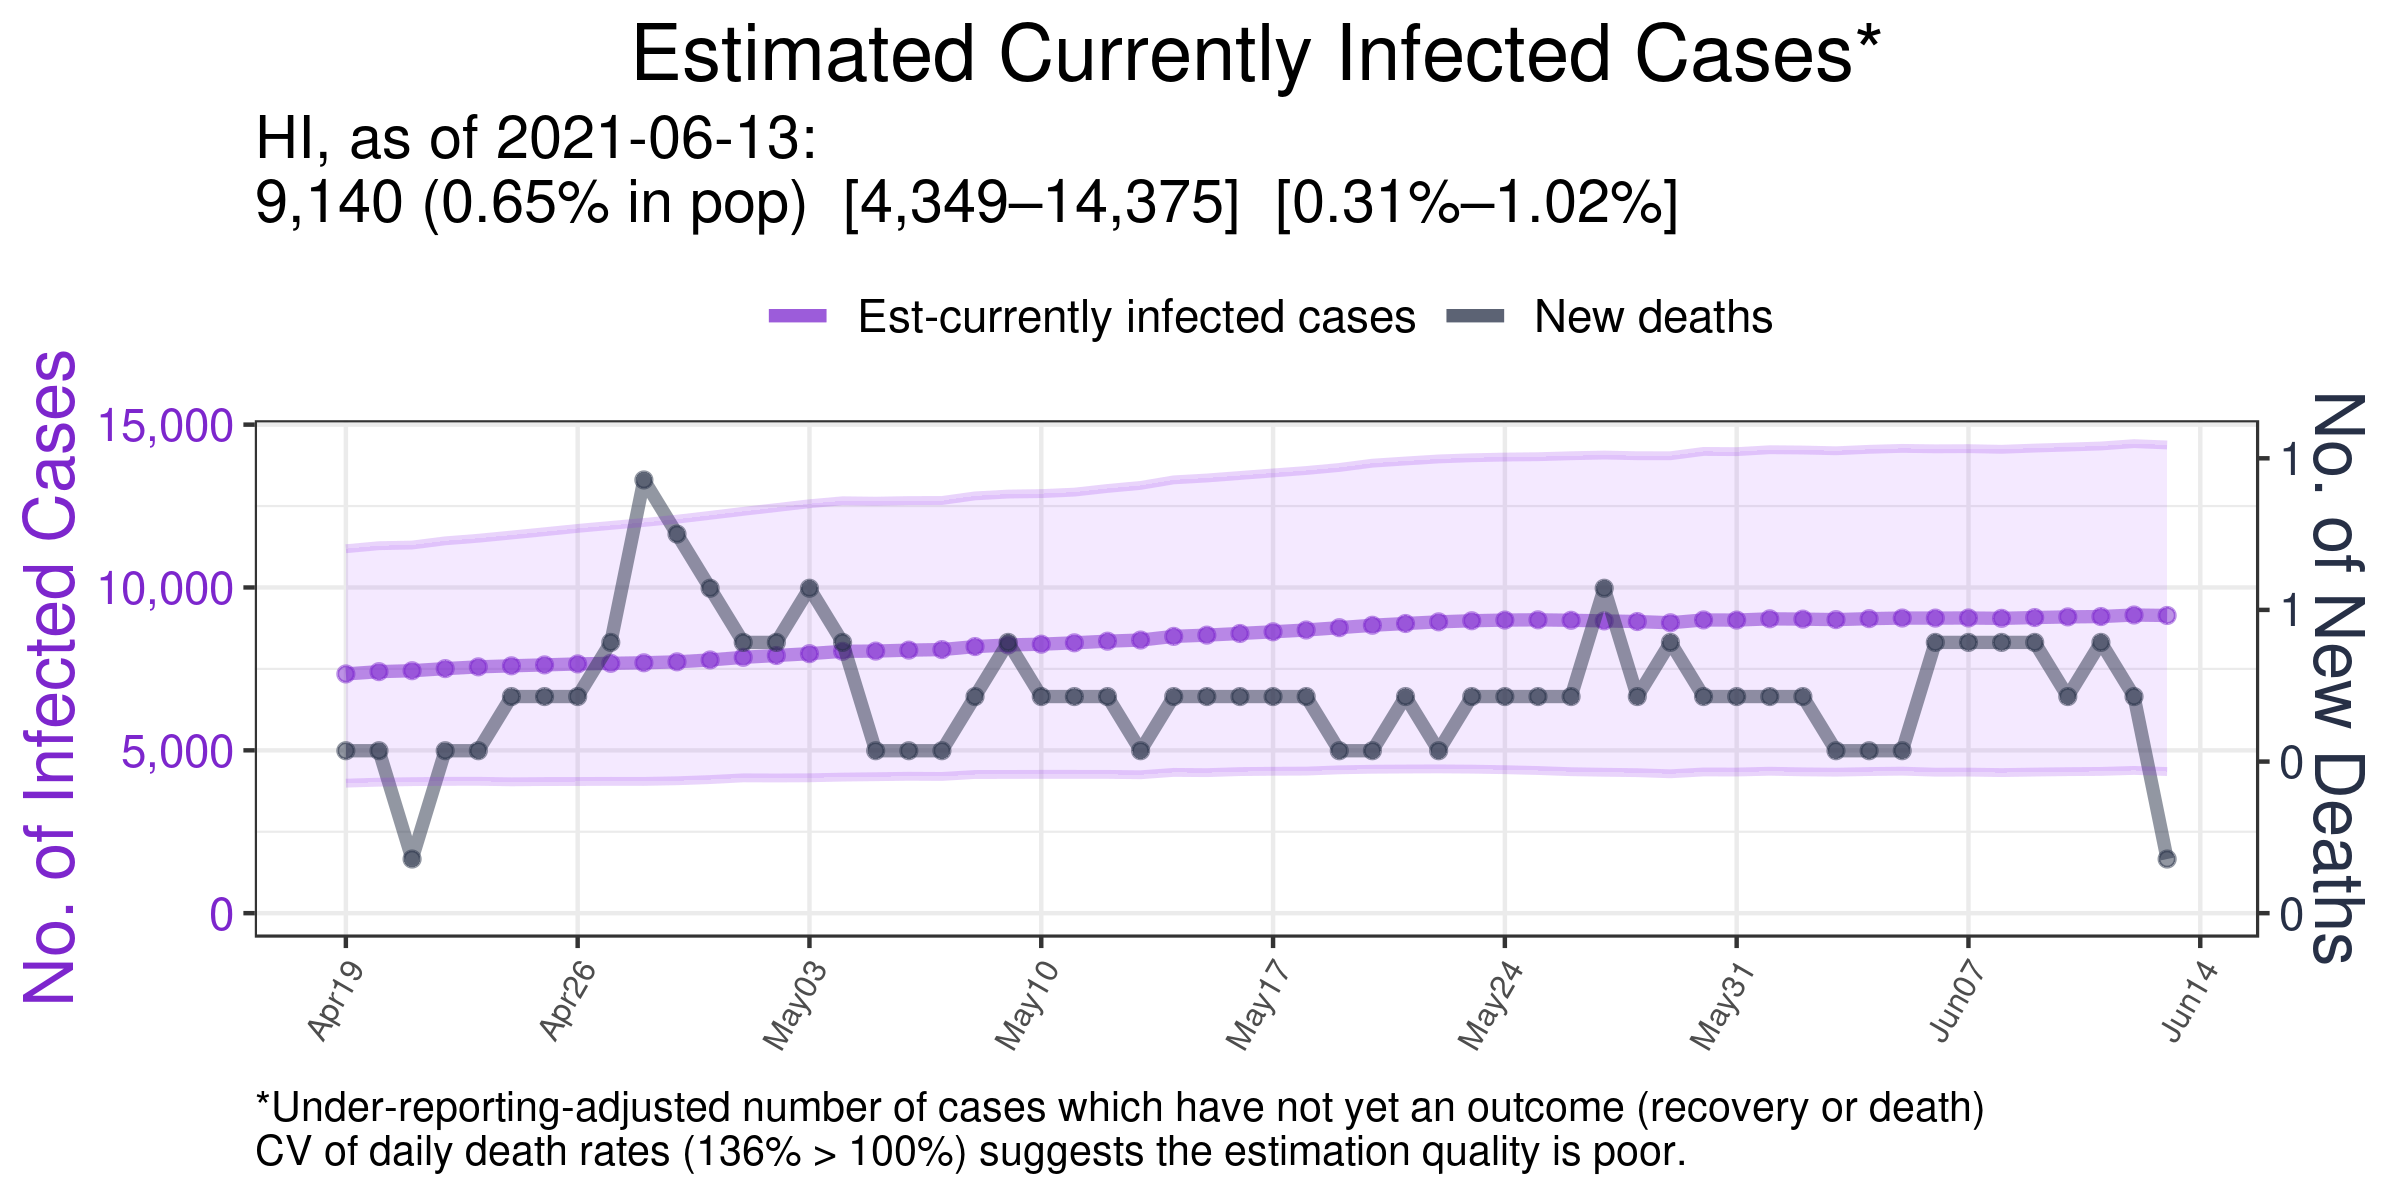 Estimated Currently Infected Cases*
HI, as of 2021-06-13:
9,140 (0.65% in pop) [4,349–14,375] [0.31%–1.02%]
Est-currently infected cases
New deaths
No. of Infected Cases
15,000
10,000
5,000
0
1
1
0
0
No. of New Deaths
Apr19
Apr26
May03
May10
May17
May24
May31
Jun07
Jun14
*Under-reporting-adjusted number of cases which have not yet an outcome (recovery or death)
CV of daily death rates (136% > 100%) suggests the estimation quality is poor.